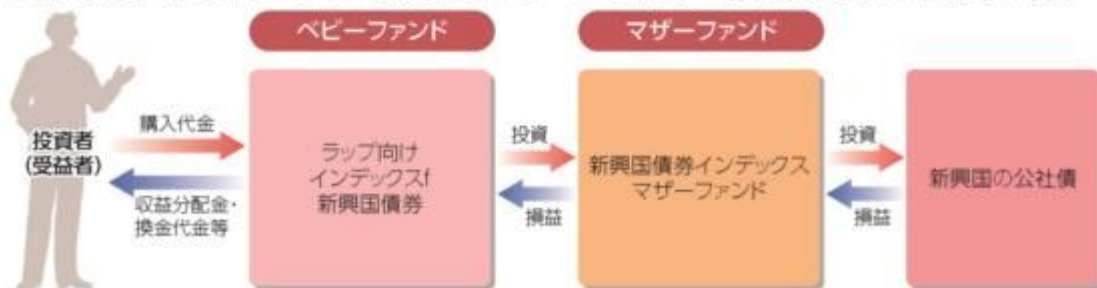 ベビーファンド
マザーファンド
投資者
(受益者)
購入代金
収益分配金・
換金代金等
ラップ向け
インデックスf
新興国債券
投資
損益
新興国債券インデックス
マザーファンド
投資
損益
新興国の公社債